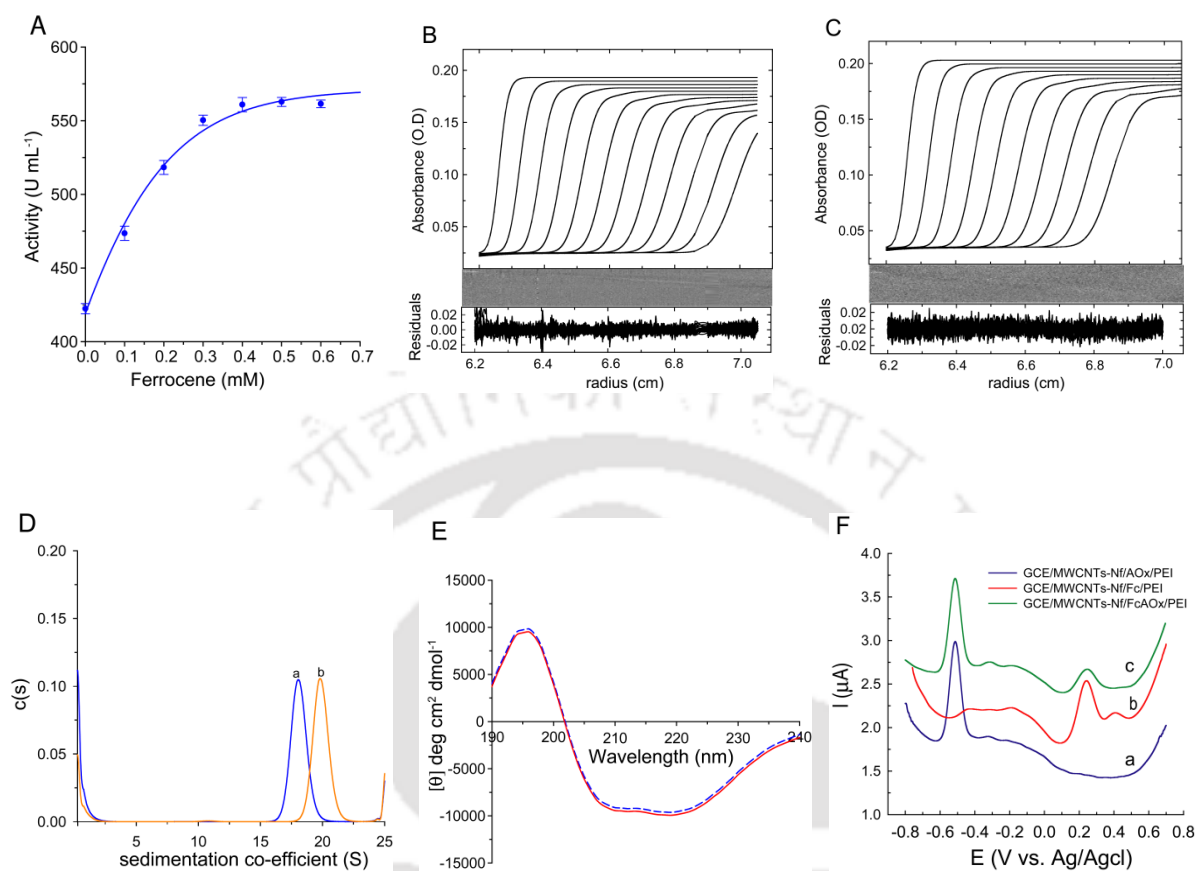 A
600
550
500
450
400
Activity (U mL⁻¹)
0.0 0.1 0.2 0.3 0.4 0.5 0.6 0.7
Ferrocene (mM)
B
0.20
0.15
0.10
0.05
Absorbance (O.D)
0.02
0.00
-0.02
Residuals
6.2 6.4 6.6 6.8 7.0
radius (cm)
C
0.20
0.15
0.10
0.05
Absorbance (OD)
0.02
0.02
-0.02
Residuals
6.2 6.4 6.6 6.8 7.0
radius (cm)
D
0.20
0.15
0.10
0.05
0.00
c(s)
a b
5 10 15 20 25
sedimentation co-efficient (S)
E
15000
10000
5000
0
-5000
-10000
-15000
[θ] deg cm² dmol⁻¹
190 200 210 220 230 240
Wavelength (nm)
F
4.0
3.5
3.0
2.5
2.0
1.5
1.0
I (µA)
GCE/MWCNTs-Nf/AOx/PEI
GCE/MWCNTs-Nf/Fc/PEI
GCE/MWCNTs-Nf/FcAOx/PEI
c
b
a
-0.8 -0.6 -0.4 -0.2 0.0 0.2 0.4 0.6 0.8
E (V vs. Ag/Agcl)